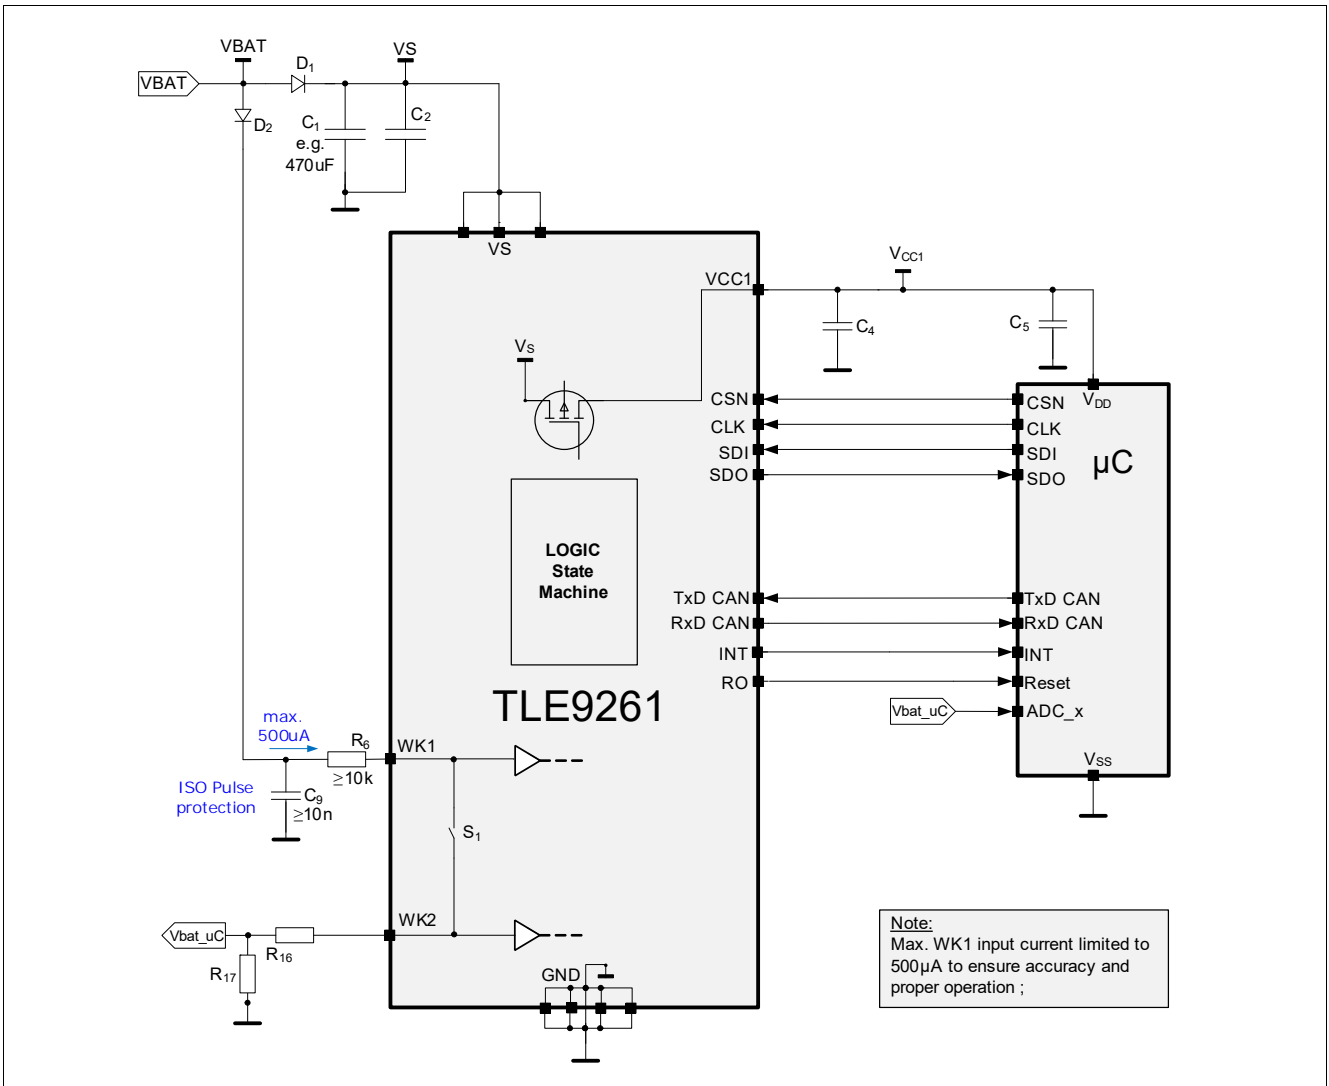 VBAT
VS
VBAT
D1
D2
C1
e.g.
470uF
C2
VS
VCC1
VCC1
C4
C5
VS
CSN
CLK
SDI
SDO
CSN
CLK
SDI
SDO
VDD
µC
LOGIC
State
Machine
TxD CAN
RxD CAN
INT
RO
TxD CAN
RxD CAN
INT
Reset
ADC_x
Vbat_uC
VSS
TLE9261
max.
500uA
R6
≥10k
WK1
ISO Pulse
protection
C9
≥10n
S1
WK2
Vbat_uC
R16
R17
GND
Note:
Max. WK1 input current limited to
500µA to ensure accuracy and
proper operation ;